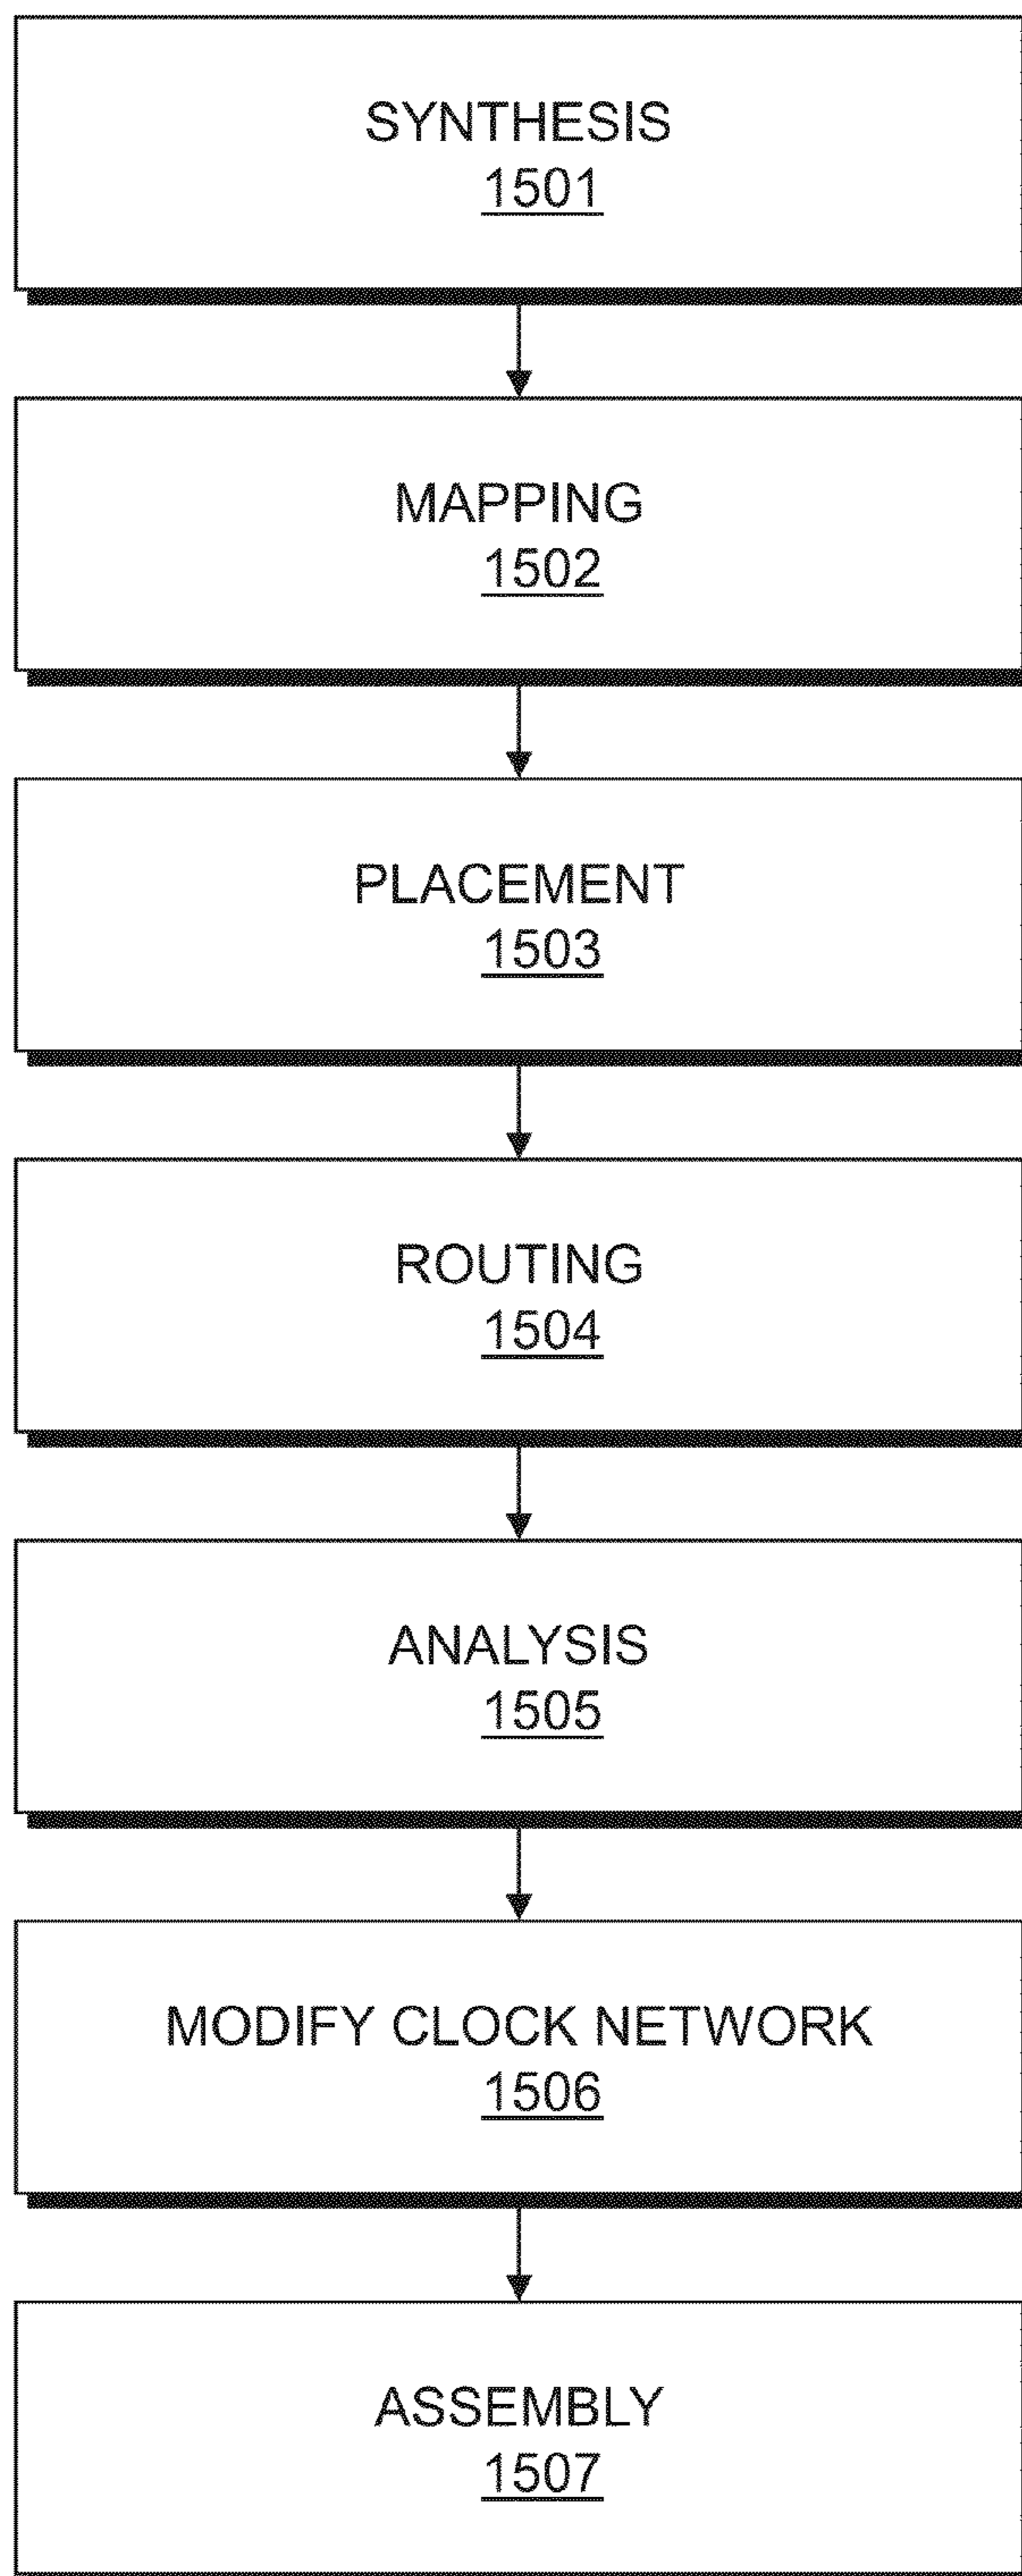 SYNTHESIS
1501
MAPPING
1502
PLACEMENT
1503
ROUTING
1504
ANALYSIS
1505
MODIFY CLOCK NETWORK
1506
ASSEMBLY
1507